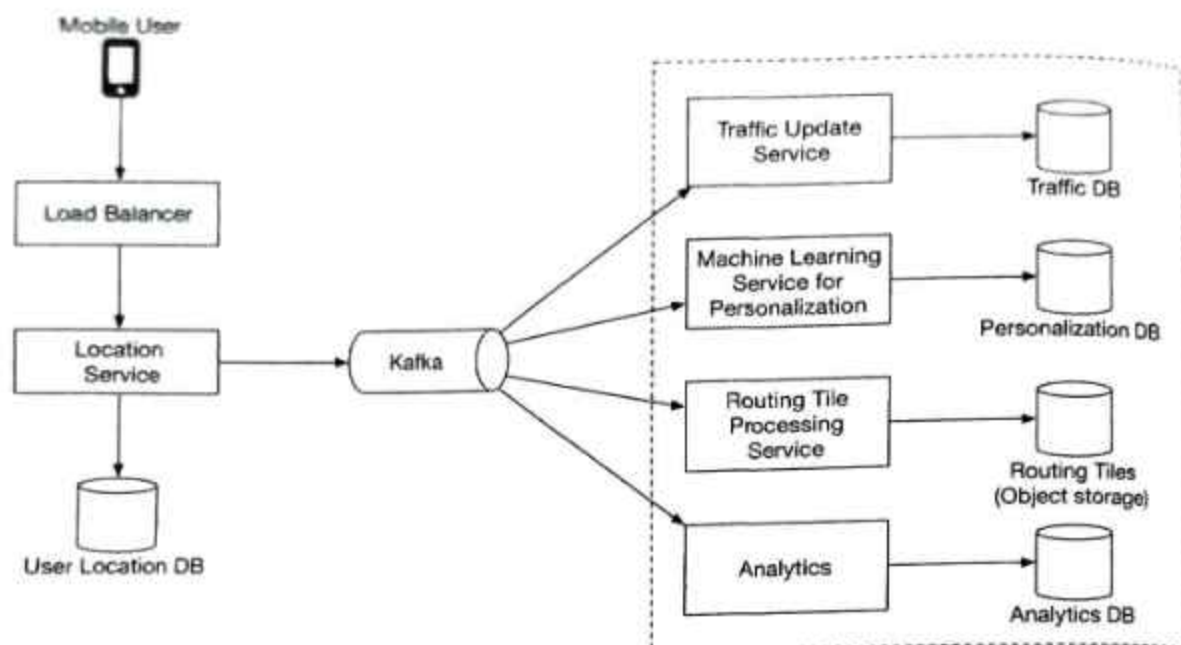 Mobile User
Load Balancer
Location
Service
User Location DB
Kafka
Traffic Update
Service
Traffic DB
Machine Learning
Service for
Personalization
Personalization DB
Routing Tile
Processing
Service
Routing Tiles
(Object storage)
Analytics
Analytics DB